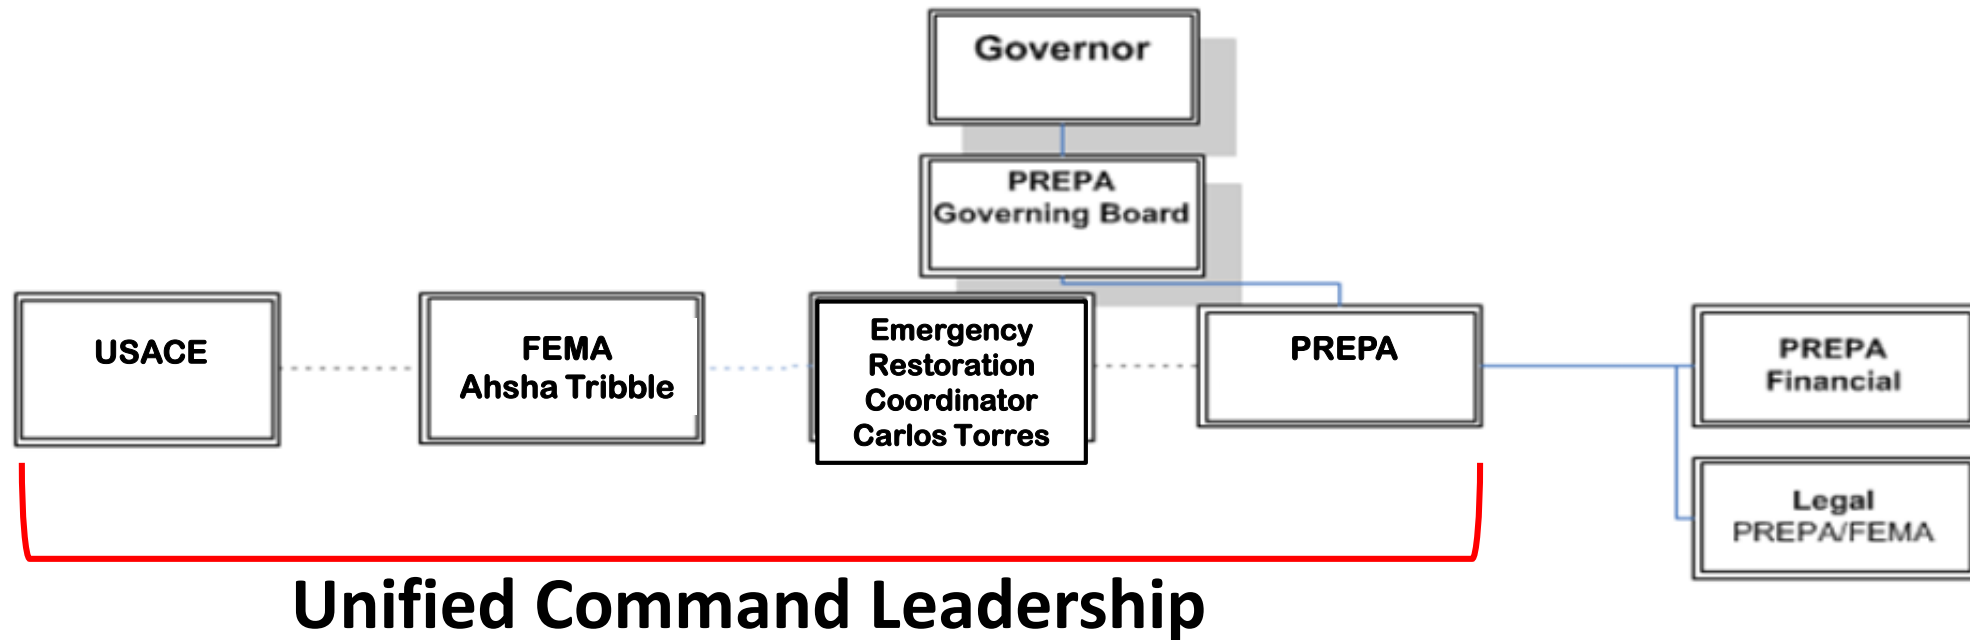 Governor
PREPA
Governing Board
USACE
FEMA
Ahsha Tribble
Emergency
Restoration
Coordinator
Carlos Torres
PREPA
PREPA
Financial
Legal
PREPA/FEMA
Unified Command Leadership